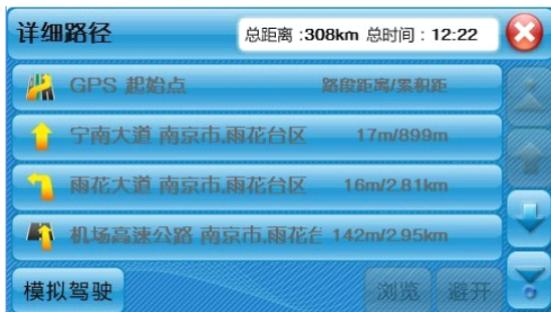 详细路径
总距离 :308km 总时间 : 12:22
GPS 起始点 路段距离/累积距
宁南大道 南京市,雨花台区 17m/899m
雨花大道 南京市,雨花台区 16m/2.81km
机场高速公路 南京市,雨花台 142m/2.95km
模拟驾驶 浏览 避开